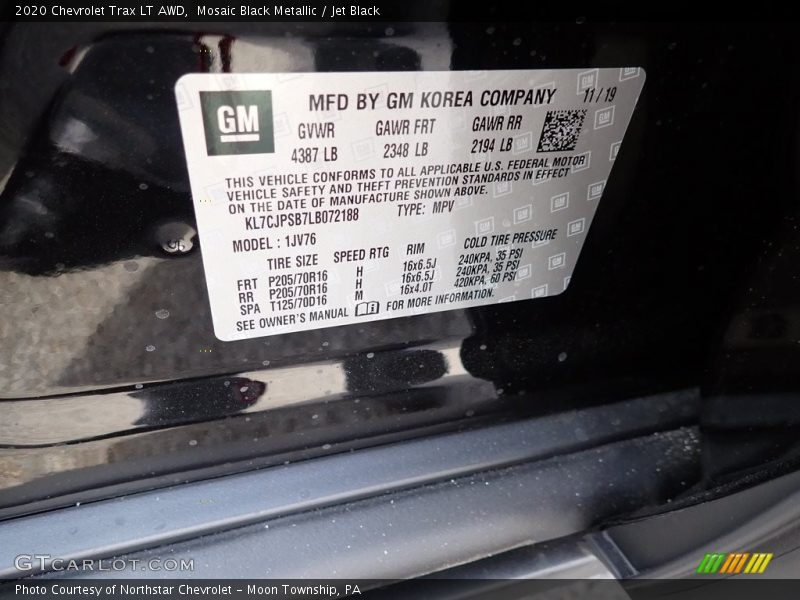 2020 Chevrolet Trax LT AWD,  Mosaic Black Metallic / Jet Black
GM
MFD BY GM KOREA COMPANY 11 / 19
GVWR GAWR FRT GAWR RR
4387 LB 2348 LB 2194 LB
THIS VEHICLE CONFORMS TO ALL APPLICABLE U.S. FEDERAL MOTOR
VEHICLE SAFETY AND THEFT PREVENTION STANDARDS IN EFFECT
ON THE DATE OF MANUFACTURE SHOWN ABOVE.
KL7CJPSB7LB072188 TYPE: MPV
MODEL : 1JV76
TIRE SIZE SPEED RTG RIM COLD TIRE PRESSURE
FRT P205/70R16 H 16x6.5J 240KPA, 35 PSI
RR P205/70R16 H 16x6.5J 240KPA, 35 PSI
SPA T125/70D16 M 16x4.0T 420KPA, 60 PSI
SEE OWNER'S MANUAL FOR MORE INFORMATION.
GTCARLOT.COM
Photo Courtesy of Northstar Chevrolet – Moon Township, PA